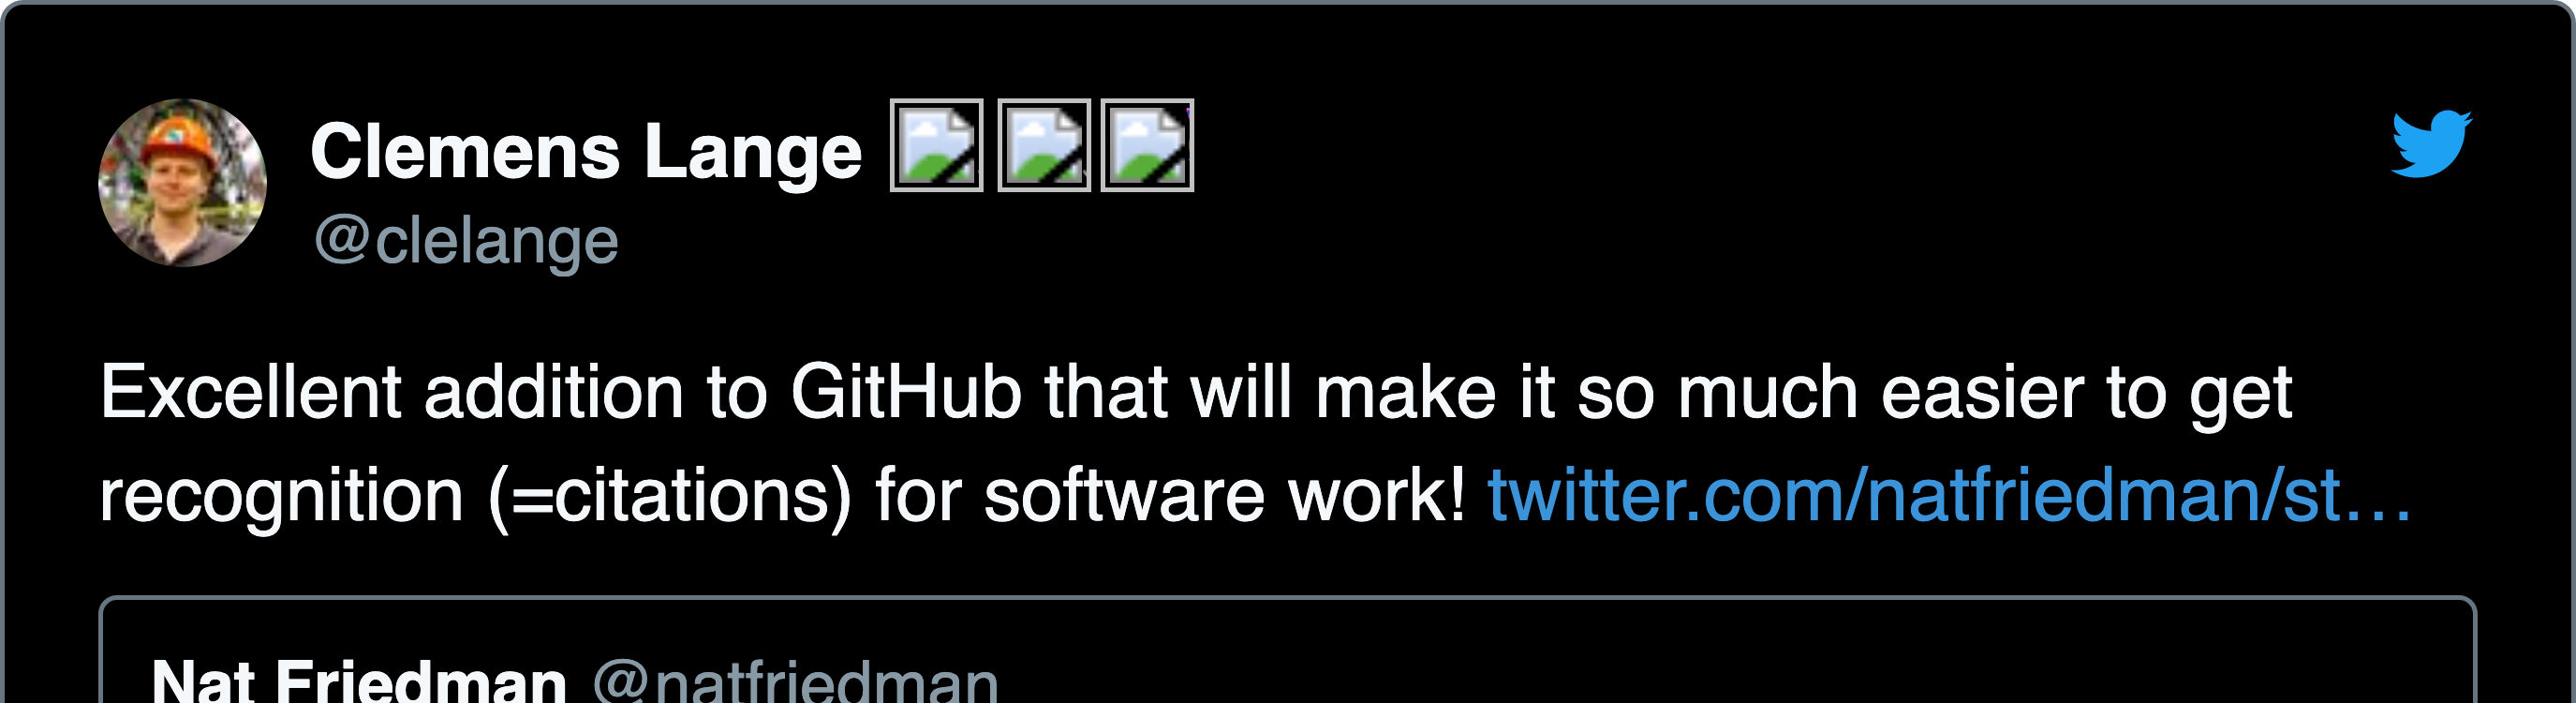 Clemens Lange
@clelange
Excellent addition to GitHub that will make it so much easier to get
recognition (=citations) for software work! twitter.com/natfriedman/st…
Nat Friedman @natfriedman